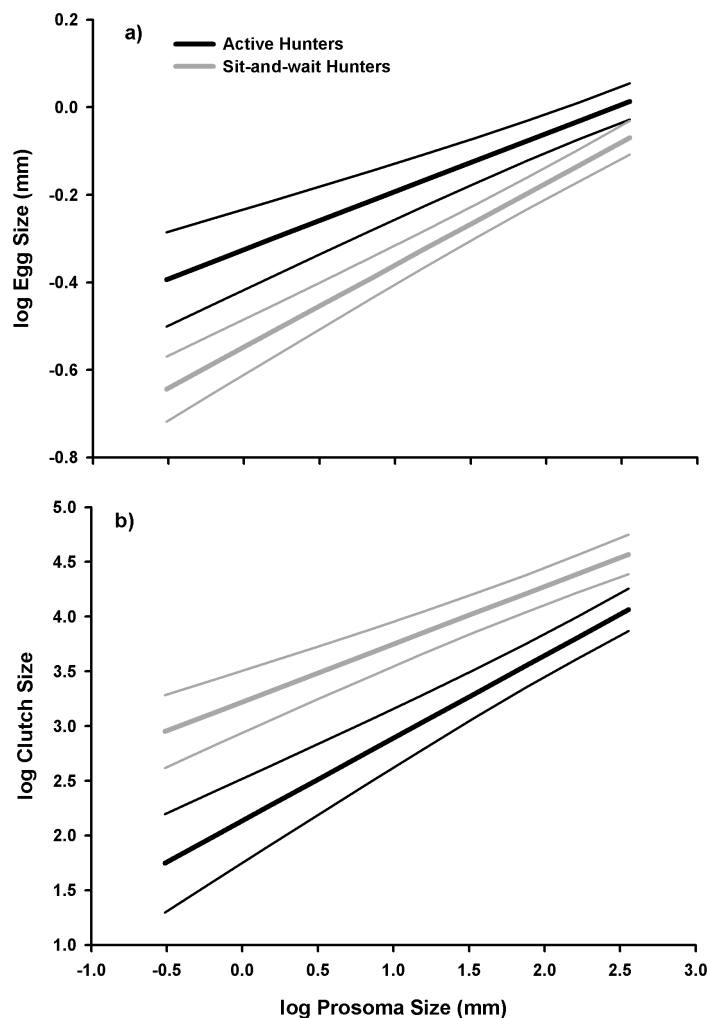 a)
Active Hunters
Sit-and-wait Hunters
log Egg Size (mm)
0.2
0.0
-0.2
-0.4
-0.6
-0.8
b)
log Clutch Size
5.0
4.5
4.0
3.5
3.0
2.5
2.0
1.5
1.0
-1.0 -0.5 0.0 0.5 1.0 1.5 2.0 2.5 3.0
log Prosoma Size (mm)